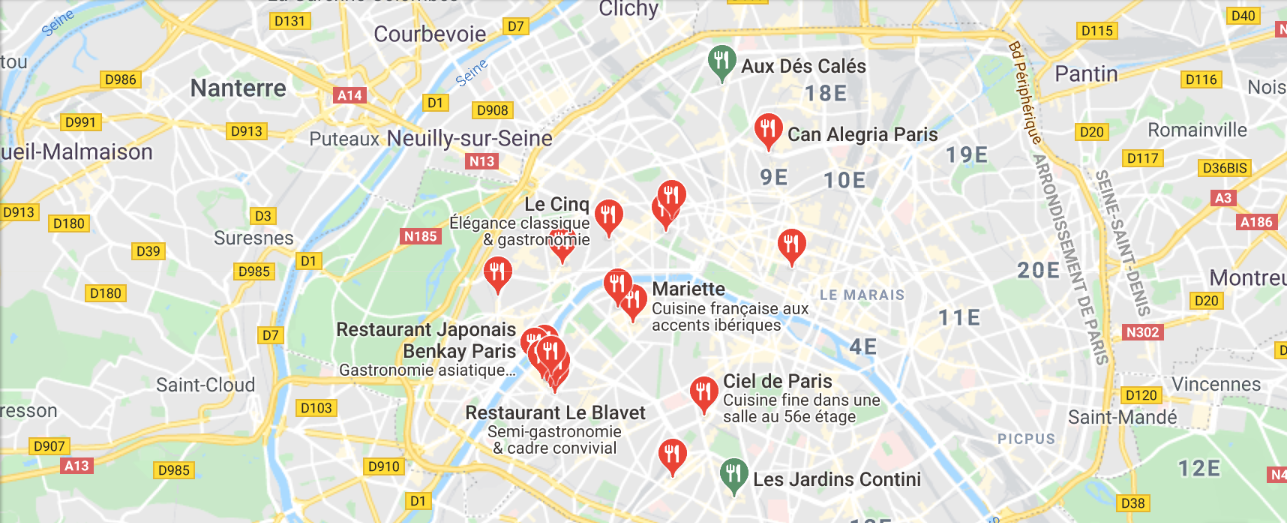 Clichy
D131
D7
D40
Seine
Courbevoie
D115
Bd Périphérique
tou
Seine
Aux Dés Calés
Pantin
D986
Nanterre
A14
D1
D908
18E
D116
Nois
D991
D913
Puteaux
Neuilly-sur-Seine
Can Alegria Paris
D20
Romainville
ueil-Malmaison
N13
19E
D117
D36BIS
9E
10E
D913
D180
D3
Le Cinq
Élégance classique
& gastronomie
A3
A186
Suresnes
N185
D39
D985
D1
ARRONDISSEMENT DE PARIS
SEINE-SAINT-DENIS
20E
Montreu
D180
Mariette
Cuisine française aux
accents ibériques
LE MARAIS
D20
11E
D7
Restaurant Japonais
Benkay Paris
Gastronomie asiatique...
N302
4E
Saint-Cloud
Ciel de Paris
Cuisine fine dans une
salle au 56e étage
Vincennes
D120
resson
D103
Restaurant Le Blavet
Semi-gastronomie
& cadre convivial
Saint-Mandé
D907
A13
D985
D910
PICPUS
12E
Les Jardins Contini
D1
D38